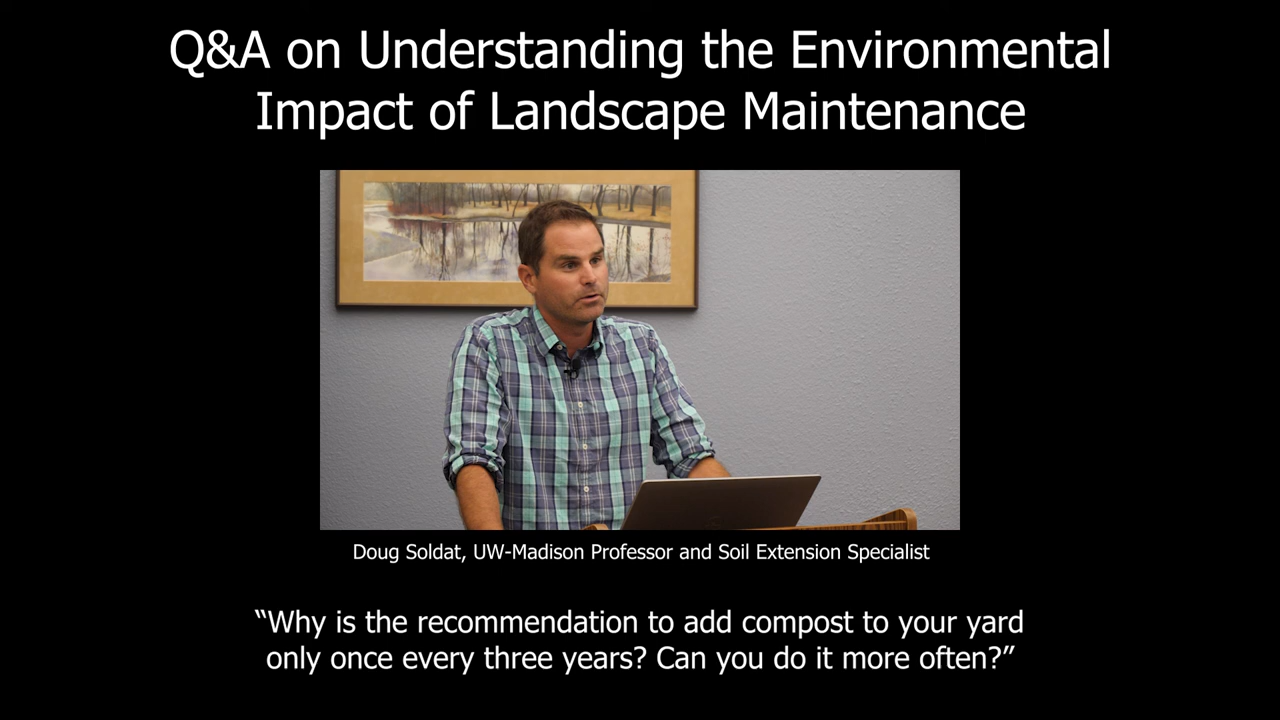 Q&A on Understanding the Environmental
Impact of Landscape Maintenance
Doug Soldat, UW-Madison Professor and Soil Extension Specialist
“Why is the recommendation to add compost to your yard
only once every three years? Can you do it more often?”